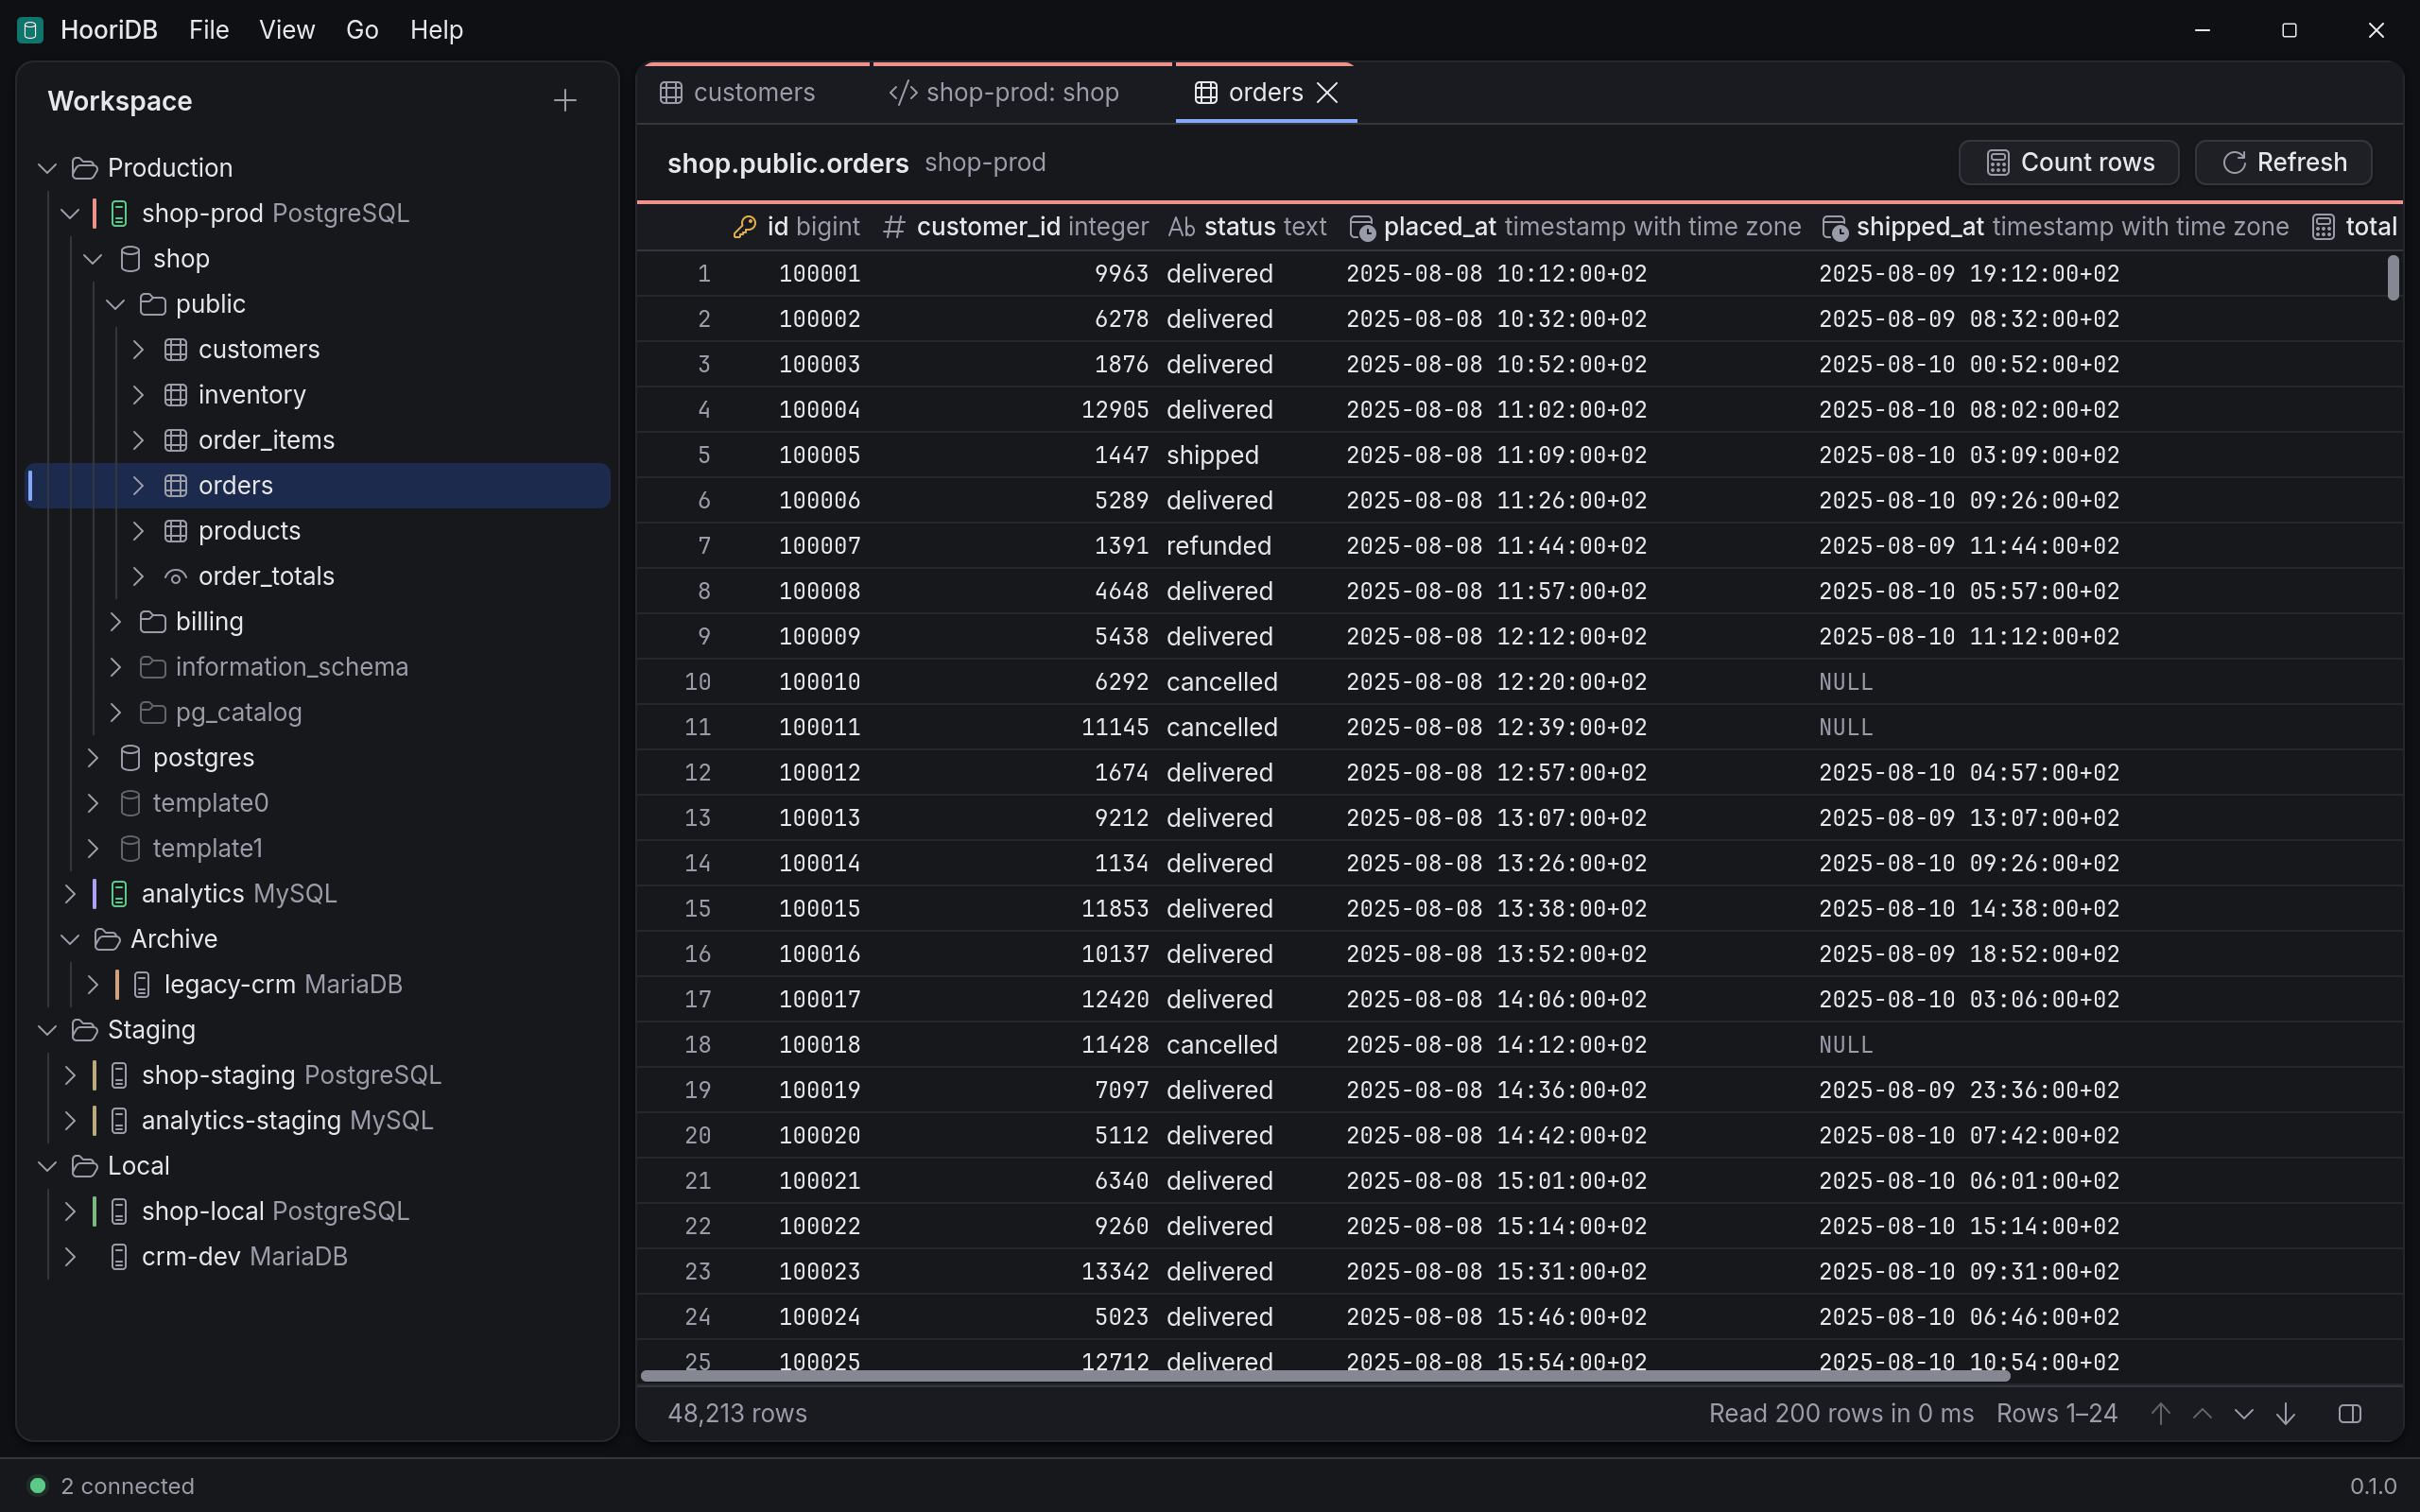 HooriDB File View Go Help
Workspace
Production
shop-prod PostgreSQL
shop
public
customers
inventory
order_items
orders
products
order_totals
billing
information_schema
pg_catalog
postgres
template0
template1
analytics MySQL
Archive
legacy-crm MariaDB
Staging
shop-staging PostgreSQL
analytics-staging MySQL
Local
shop-local PostgreSQL
crm-dev MariaDB
customers </> shop-prod: shop orders
shop.public.orders shop-prod Count rows Refresh
id bigint # customer_id integer Ab status text placed_at timestamp with time zone shipped_at timestamp with time zone total
1 100001 9963 delivered 2025-08-08 10:12:00+02 2025-08-09 19:12:00+02
2 100002 6278 delivered 2025-08-08 10:32:00+02 2025-08-09 08:32:00+02
3 100003 1876 delivered 2025-08-08 10:52:00+02 2025-08-10 00:52:00+02
4 100004 12905 delivered 2025-08-08 11:02:00+02 2025-08-10 08:02:00+02
5 100005 1447 shipped 2025-08-08 11:09:00+02 2025-08-10 03:09:00+02
6 100006 5289 delivered 2025-08-08 11:26:00+02 2025-08-10 09:26:00+02
7 100007 1391 refunded 2025-08-08 11:44:00+02 2025-08-09 11:44:00+02
8 100008 4648 delivered 2025-08-08 11:57:00+02 2025-08-10 05:57:00+02
9 100009 5438 delivered 2025-08-08 12:12:00+02 2025-08-10 11:12:00+02
10 100010 6292 cancelled 2025-08-08 12:20:00+02 NULL
11 100011 11145 cancelled 2025-08-08 12:39:00+02 NULL
12 100012 1674 delivered 2025-08-08 12:57:00+02 2025-08-10 04:57:00+02
13 100013 9212 delivered 2025-08-08 13:07:00+02 2025-08-09 13:07:00+02
14 100014 1134 delivered 2025-08-08 13:26:00+02 2025-08-10 09:26:00+02
15 100015 11853 delivered 2025-08-08 13:38:00+02 2025-08-10 14:38:00+02
16 100016 10137 delivered 2025-08-08 13:52:00+02 2025-08-09 18:52:00+02
17 100017 12420 delivered 2025-08-08 14:06:00+02 2025-08-10 03:06:00+02
18 100018 11428 cancelled 2025-08-08 14:12:00+02 NULL
19 100019 7097 delivered 2025-08-08 14:36:00+02 2025-08-09 23:36:00+02
20 100020 5112 delivered 2025-08-08 14:42:00+02 2025-08-10 07:42:00+02
21 100021 6340 delivered 2025-08-08 15:01:00+02 2025-08-10 06:01:00+02
22 100022 9260 delivered 2025-08-08 15:14:00+02 2025-08-10 15:14:00+02
23 100023 13342 delivered 2025-08-08 15:31:00+02 2025-08-10 09:31:00+02
24 100024 5023 delivered 2025-08-08 15:46:00+02 2025-08-10 06:46:00+02
25 100025 12712 delivered 2025-08-08 15:54:00+02 2025-08-10 10:54:00+02
48,213 rows Read 200 rows in 0 ms Rows 1–24
2 connected 0.1.0